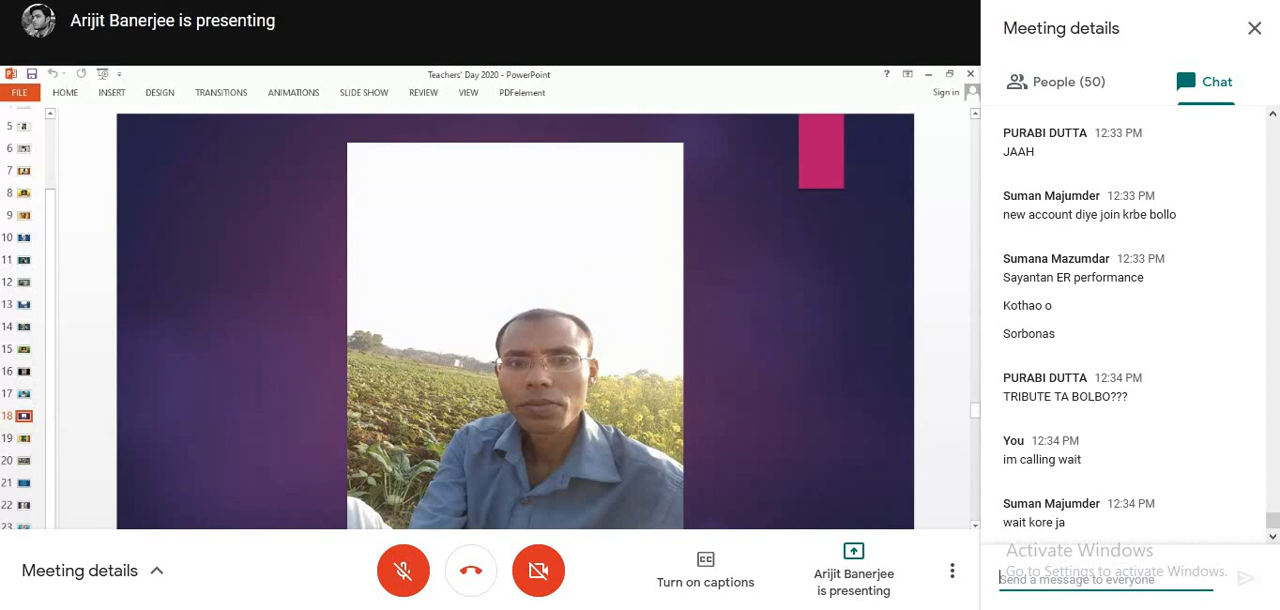 Arijit Banerjee is presenting
Meeting details
Teachers' Day 2020 - PowerPoint
FILE HOME INSERT DESIGN TRANSITIONS ANIMATIONS SLIDE SHOW REVIEW VIEW PDFelement Sign in
5
6
7
8
9
10
11
12
13
14
15
16
17
18
19
20
21
22
23
People (50)
Chat
PURABI DUTTA 12:33 PM
JAAH
Suman Majumder 12:33 PM
new account diye join krbe bollo
Sumana Mazumdar 12:33 PM
Sayantan ER performance
Kothao o
Sorbonas
PURABI DUTTA 12:34 PM
TRIBUTE TA BOLBO???
You 12:34 PM
im calling wait
Suman Majumder 12:34 PM
wait kore ja
Activate Windows
Go to Settings to activate Windows.
Send a message to everyone
Meeting details
Turn on captions
Arijit Banerjee
is presenting